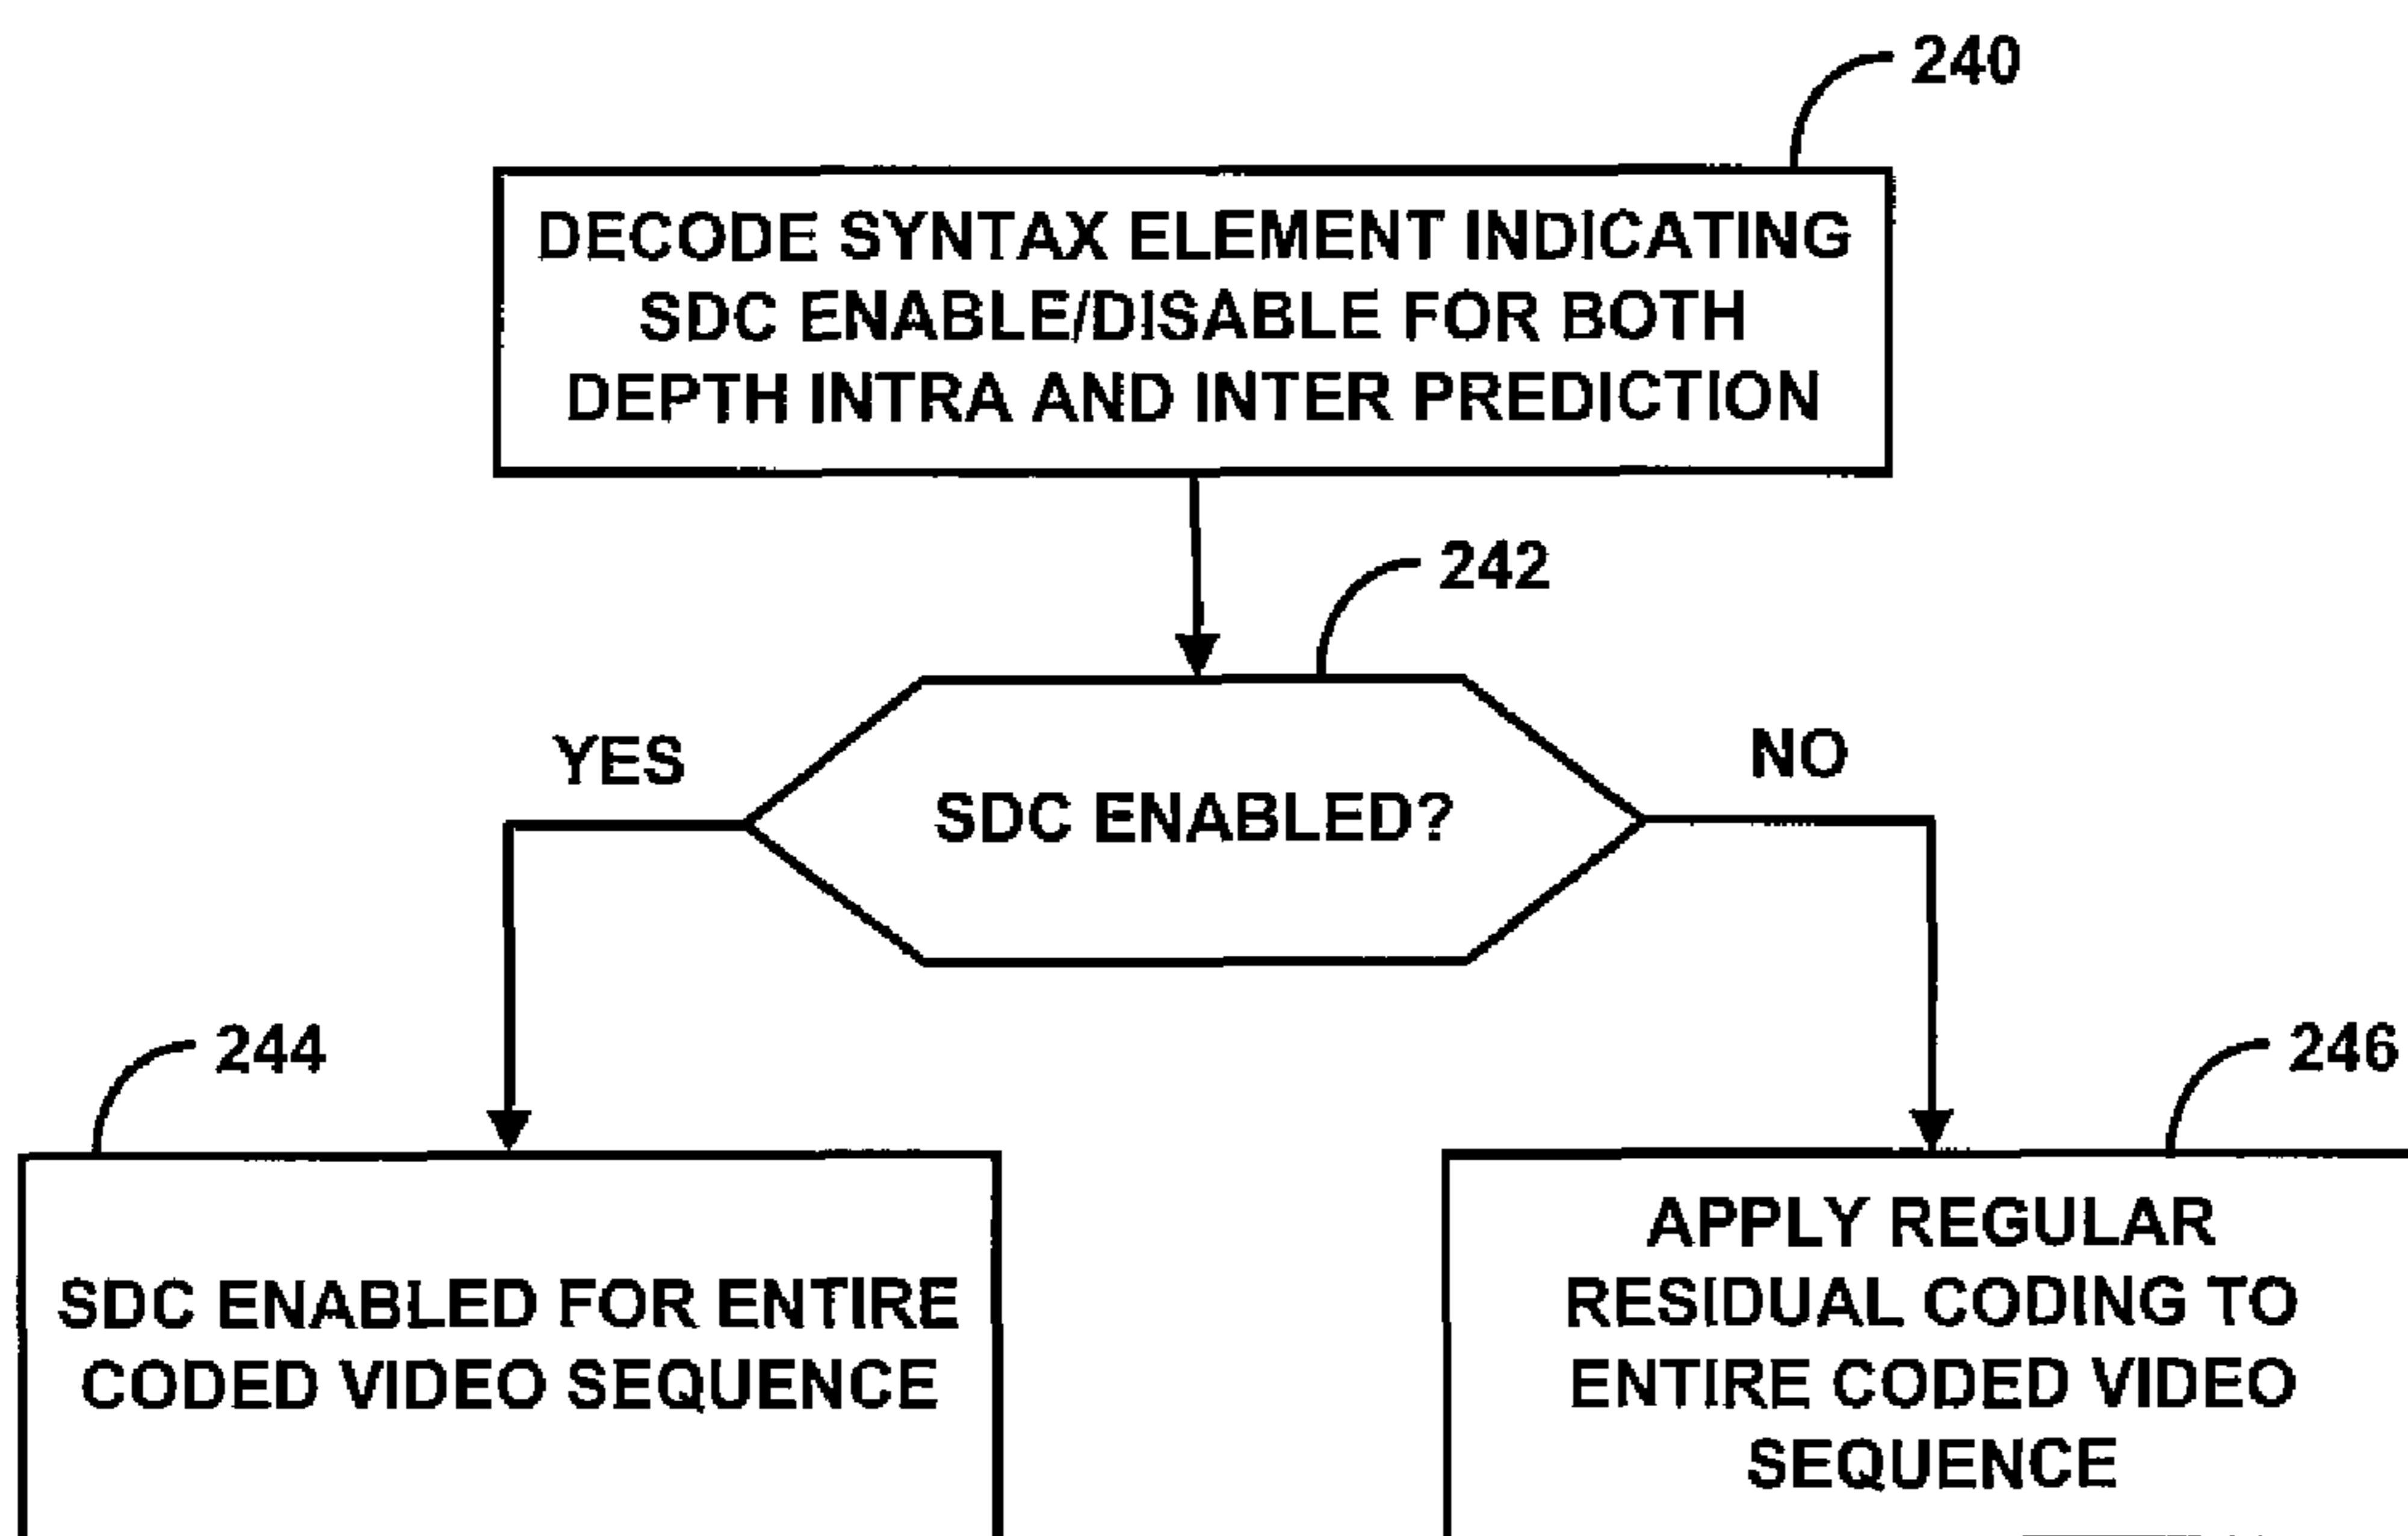 240
DECODE SYNTAX ELEMENT INDICATING
SDC ENABLE/DISABLE FOR BOTH
DEPTH INTRA AND INTER PREDICTION
242
YES
NO
SDC ENABLED?
244
246
SDC ENABLED FOR ENTIRE
CODED VIDEO SEQUENCE
APPLY REGULAR
RESIDUAL CODING TO
ENTIRE CODED VIDEO
SEQUENCE